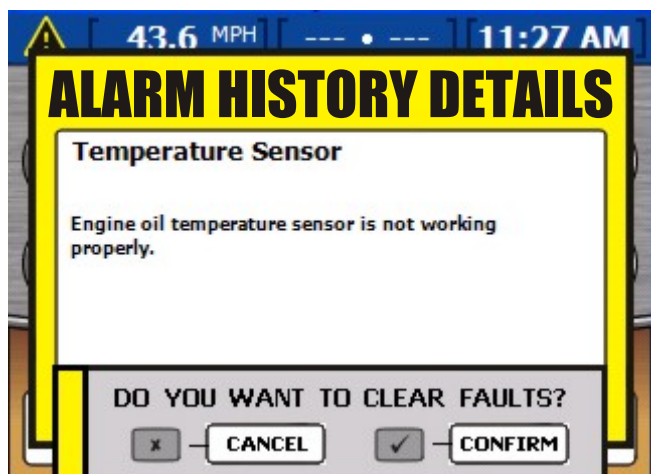 43.6 MPH --- • --- 11:27 AM
ALARM HISTORY DETAILS
Temperature Sensor
Engine oil temperature sensor is not working
properly.
DO YOU WANT TO CLEAR FAULTS?
x CANCEL ✓ CONFIRM